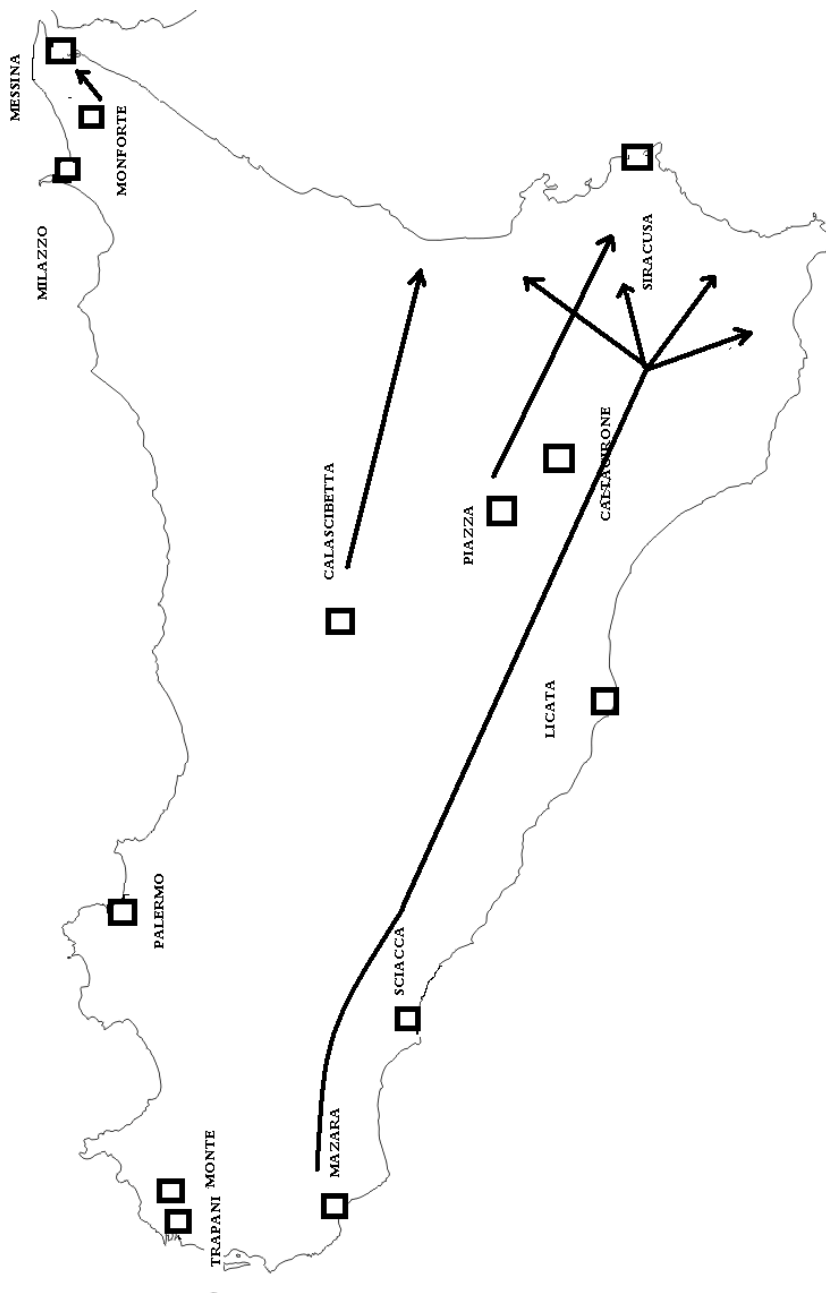 MESSINA
MONFORTE
MILAZZO
SIRACUSA
CALASCIBETTA
PIAZZA
CALTAGIRONE
LICATA
PALERMO
SCIACCA
MAZARA
MONTE
TRAPANI